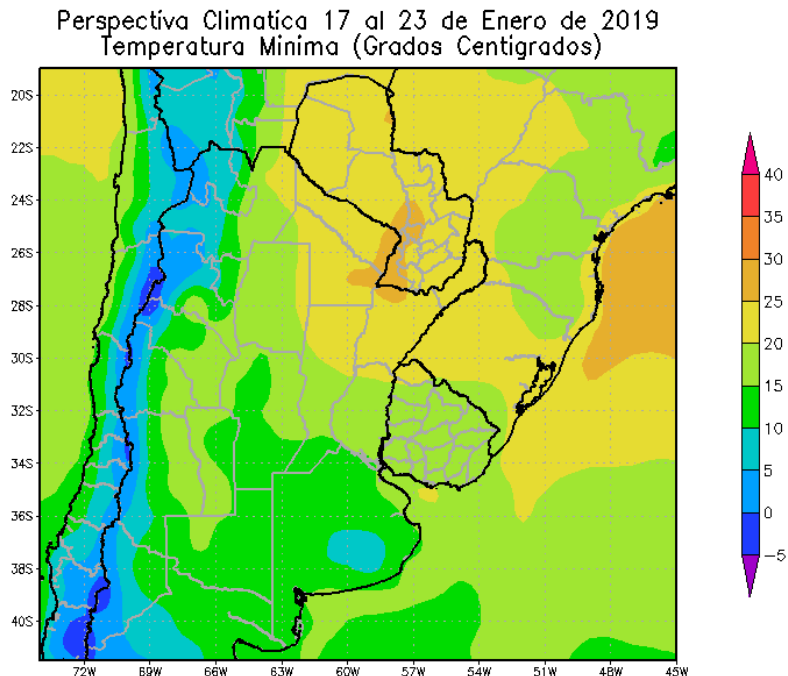 Perspectiva Climatica 17 al 23 de Enero de 2019
Temperatura Minima (Grados Centigrados)
20S
22S
24S
26S
28S
30S
32S
34S
36S
38S
40S
72W 69W 66W 63W 60W 57W 54W 51W 48W 45W
40
35
30
25
20
15
10
5
0
-5